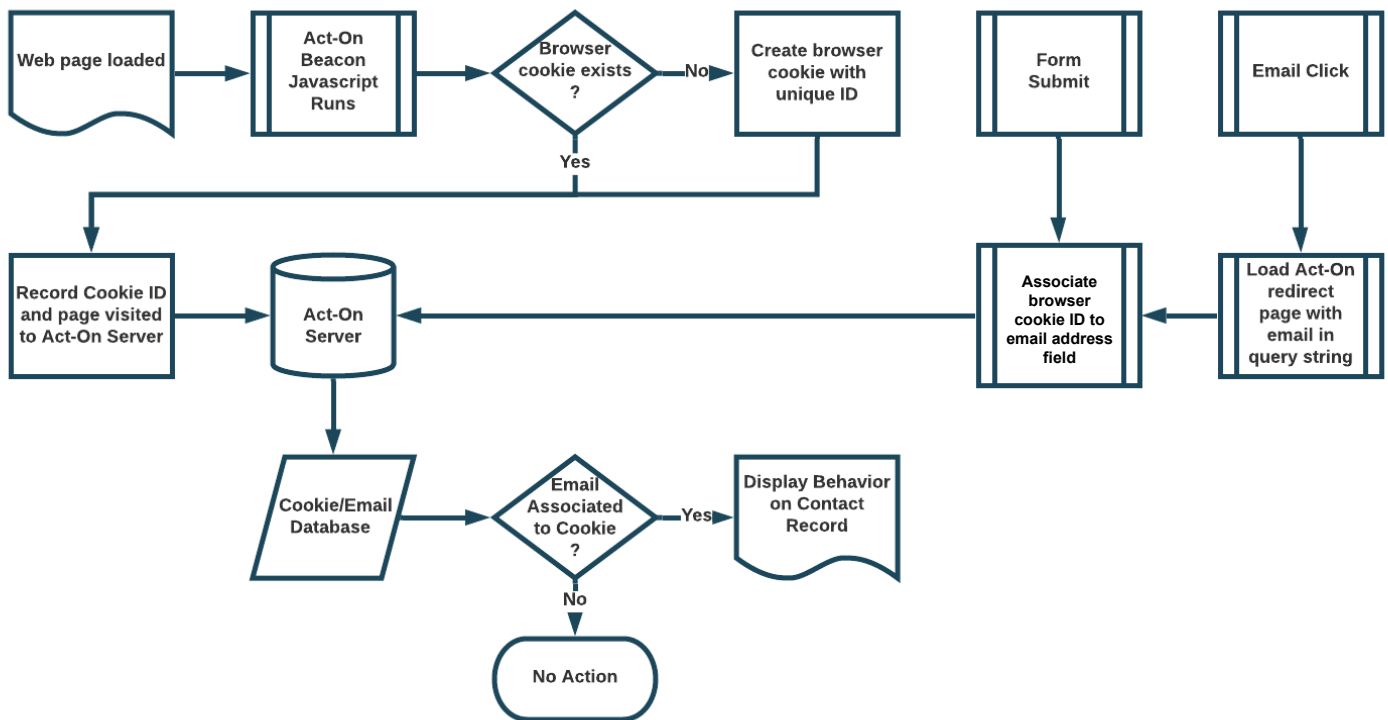 Web page loaded
Act-On
Beacon
Javascript
Runs
Browser
cookie exists
?
No
Create browser
cookie with
unique ID
Form
Submit
Email Click
Yes
Record Cookie ID
and page visited
to Act-On Server
Act-On
Server
Associate
browser
cookie ID to
email address
field
Load Act-On
redirect
page with
email in
query string
Cookie/Email
Database
Email
Associated
to Cookie
?
Yes
Display Behavior
on Contact
Record
No
No Action